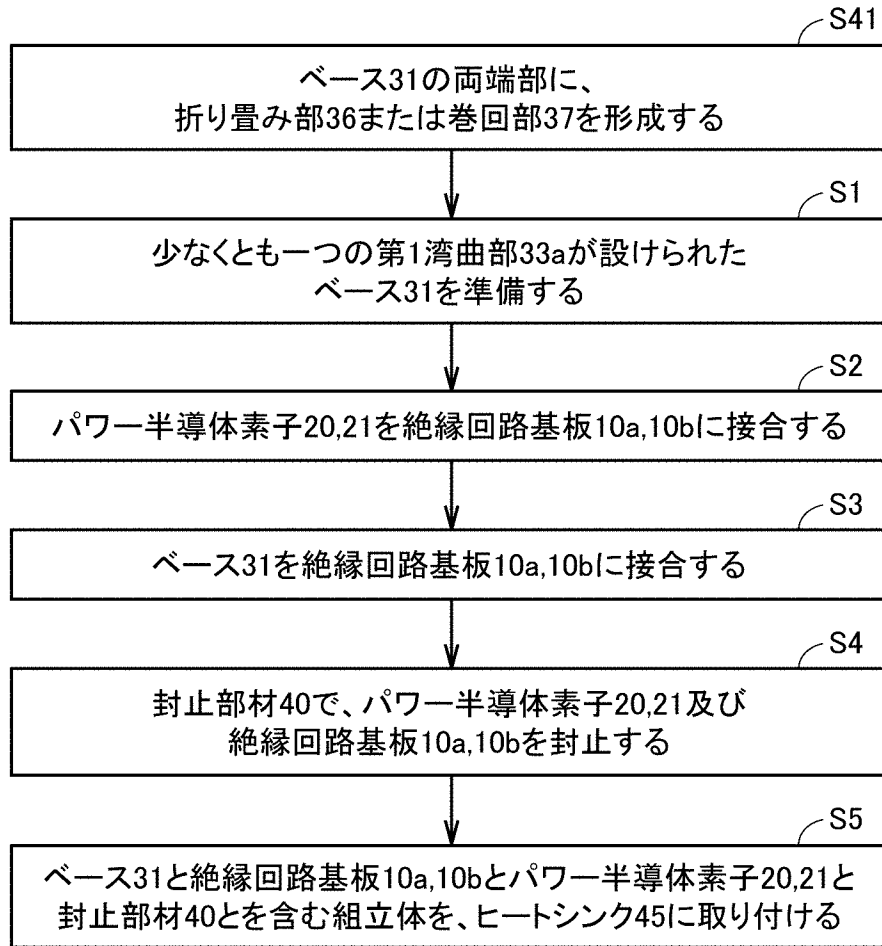 S41
ベース31の両端部に、
折り畳み部36または巻回部37を形成する
S1
少なくとも一つの第1湾曲部33aが設けられた
ベース31を準備する
S2
パワー半導体素子20,21を絶縁回路基板10a,10bに接合する
S3
ベース31を絶縁回路基板10a,10bに接合する
S4
封止部材40で、パワー半導体素子20,21及び
絶縁回路基板10a,10bを封止する
S5
ベース31と絶縁回路基板10a,10bとパワー半導体素子20,21と
封止部材40とを含む組立体を、ヒートシンク45に取り付ける